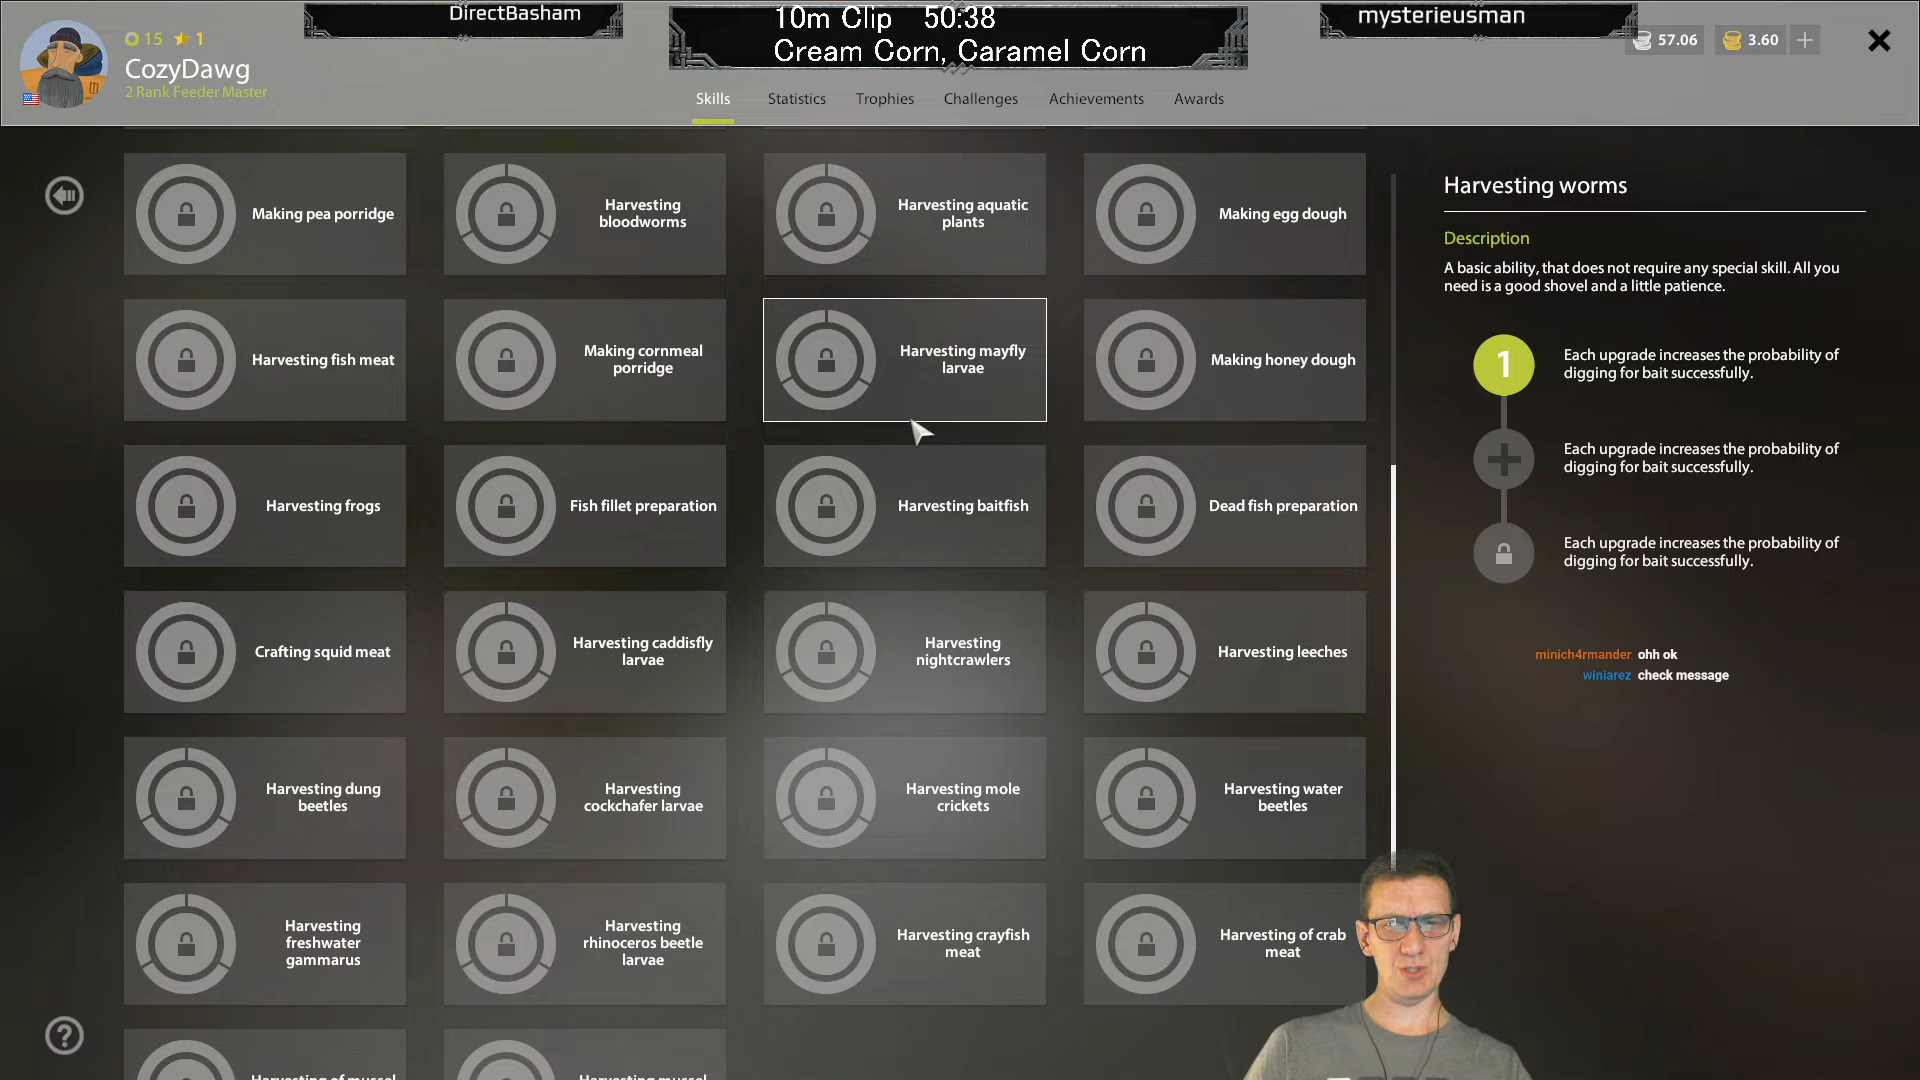 DirectBasham
10m Clip 50:38
Cream Corn, Caramel Corn
mysterieusman
15 1
CozyDawg
2 Rank Feeder Master
57.06
3.60
Skills
Statistics
Trophies
Challenges
Achievements
Awards
Making pea porridge
Harvesting
bloodworms
Harvesting aquatic
plants
Making egg dough
Harvesting fish meat
Making cornmeal
porridge
Harvesting mayfly
larvae
Making honey dough
Harvesting frogs
Fish fillet preparation
Harvesting baitfish
Dead fish preparation
Crafting squid meat
Harvesting caddisfly
larvae
Harvesting
nightcrawlers
Harvesting leeches
Harvesting dung
beetles
Harvesting
cockchafer larvae
Harvesting mole
crickets
Harvesting water
beetles
Harvesting
freshwater
gammarus
Harvesting
rhinoceros beetle
larvae
Harvesting crayfish
meat
Harvesting of crab
meat
Harvesting of mussel
Harvesting mussel
Harvesting worms
Description
A basic ability, that does not require any special skill. All you
need is a good shovel and a little patience.
1
Each upgrade increases the probability of
digging for bait successfully.
Each upgrade increases the probability of
digging for bait successfully.
Each upgrade increases the probability of
digging for bait successfully.
minich4rmander ohh ok
winiarez check message